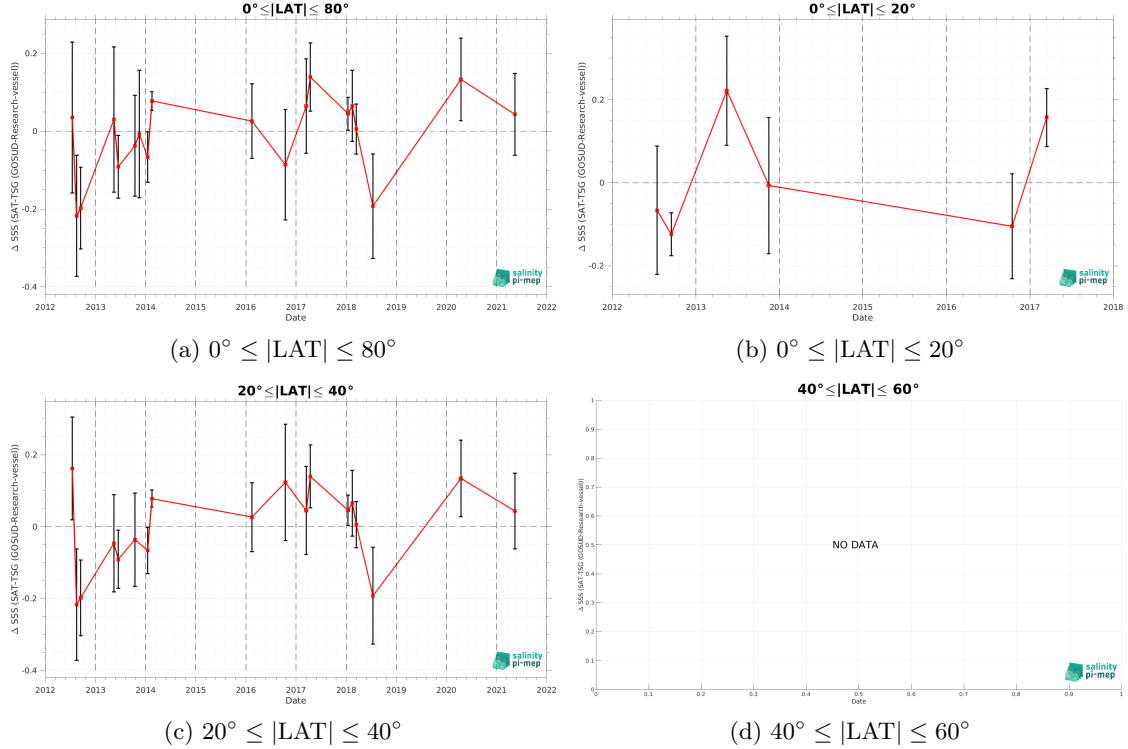 0°≤|LAT|≤ 80°
Δ SSS (SAT-TSG (GOSUD-Research-vessel))
0.2
0
-0.2
-0.4
2012 2013 2014 2015 2016 2017 2018 2019 2020 2021 2022
Date
salinity
pi-mep
(a) 0° ≤ |LAT| ≤ 80°
0°≤|LAT|≤ 20°
Δ SSS (SAT-TSG (GOSUD-Research-vessel))
0.2
0
-0.2
2012 2013 2014 2015 2016 2017 2018
Date
salinity
pi-mep
(b) 0° ≤ |LAT| ≤ 20°
20°≤|LAT|≤ 40°
Δ SSS (SAT-TSG (GOSUD-Research-vessel))
0.2
0
-0.2
-0.4
2012 2013 2014 2015 2016 2017 2018 2019 2020 2021 2022
Date
salinity
pi-mep
(c) 20° ≤ |LAT| ≤ 40°
40°≤|LAT|≤ 60°
Δ SSS (SAT-TSG (GOSUD-Research-vessel))
1
0.9
0.8
0.7
0.6
0.5
0.4
0.3
0.2
0.1
0
NO DATA
0 0.1 0.2 0.3 0.4 0.5 0.6 0.7 0.8 0.9 1
Date
salinity
pi-mep
(d) 40° ≤ |LAT| ≤ 60°